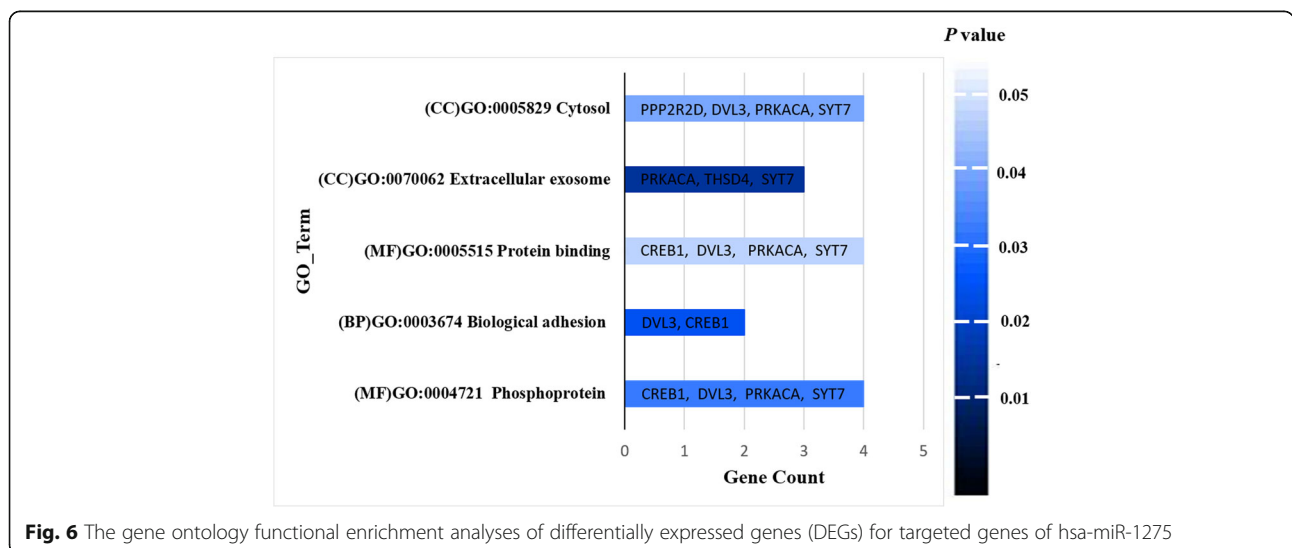 P value
(CC)GO:0005829 Cytosol
PPP2R2D, DVL3, PRKACA, SYT7
(CC)GO:0070062 Extracellular exosome
PRKACA, THSD4, SYT7
(MF)GO:0005515 Protein binding
CREB1, DVL3, PRKACA, SYT7
(BP)GO:0003674 Biological adhesion
DVL3, CREB1
(MF)GO:0004721 Phosphoprotein
CREB1, DVL3, PRKACA, SYT7
GO_Term
0 1 2 3 4 5
Gene Count
0.05
0.04
0.03
0.02
0.01
Fig. 6 The gene ontology functional enrichment analyses of differentially expressed genes (DEGs) for targeted genes of hsa-miR-1275